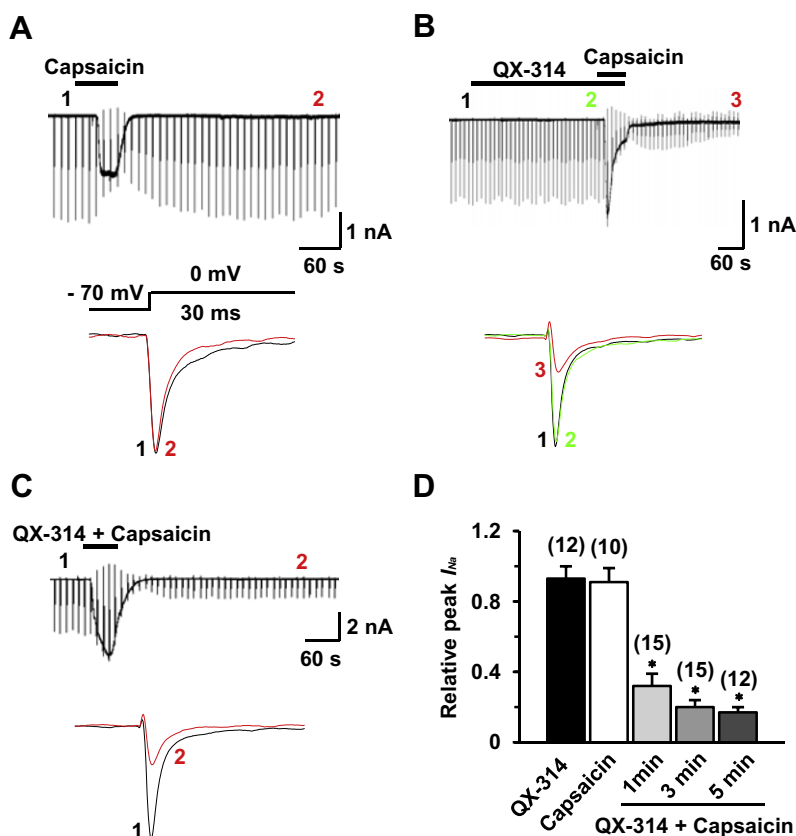 A
Capsaicin
1
2
1 nA
60 s
0 mV
- 70 mV
30 ms
1
2
B
Capsaicin
QX-314
1
2
3
1 nA
60 s
3
1
2
C
QX-314 + Capsaicin
1
2
2 nA
60 s
2
1
D
Relative peak INa
1.2
0.8
0.4
0
(12)
(10)
(15)
*
(15)
*
(12)
*
QX-314
Capsaicin
1min
3 min
5 min
QX-314 + Capsaicin